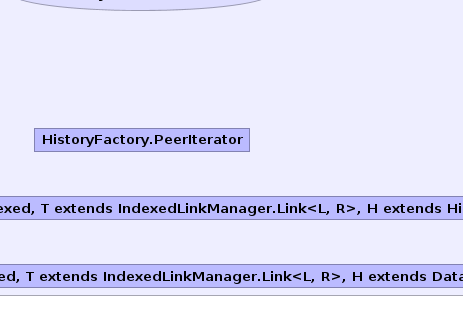 HistoryFactory.PeerIterator
exed, T extends IndexedLinkManager.Link<L, R>, H extends Hi
ed, T extends IndexedLinkManager.Link<L, R>, H extends Data